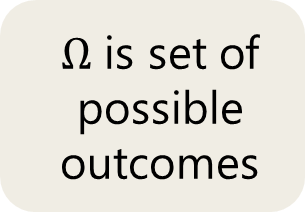 Ω is set of
possible
outcomes